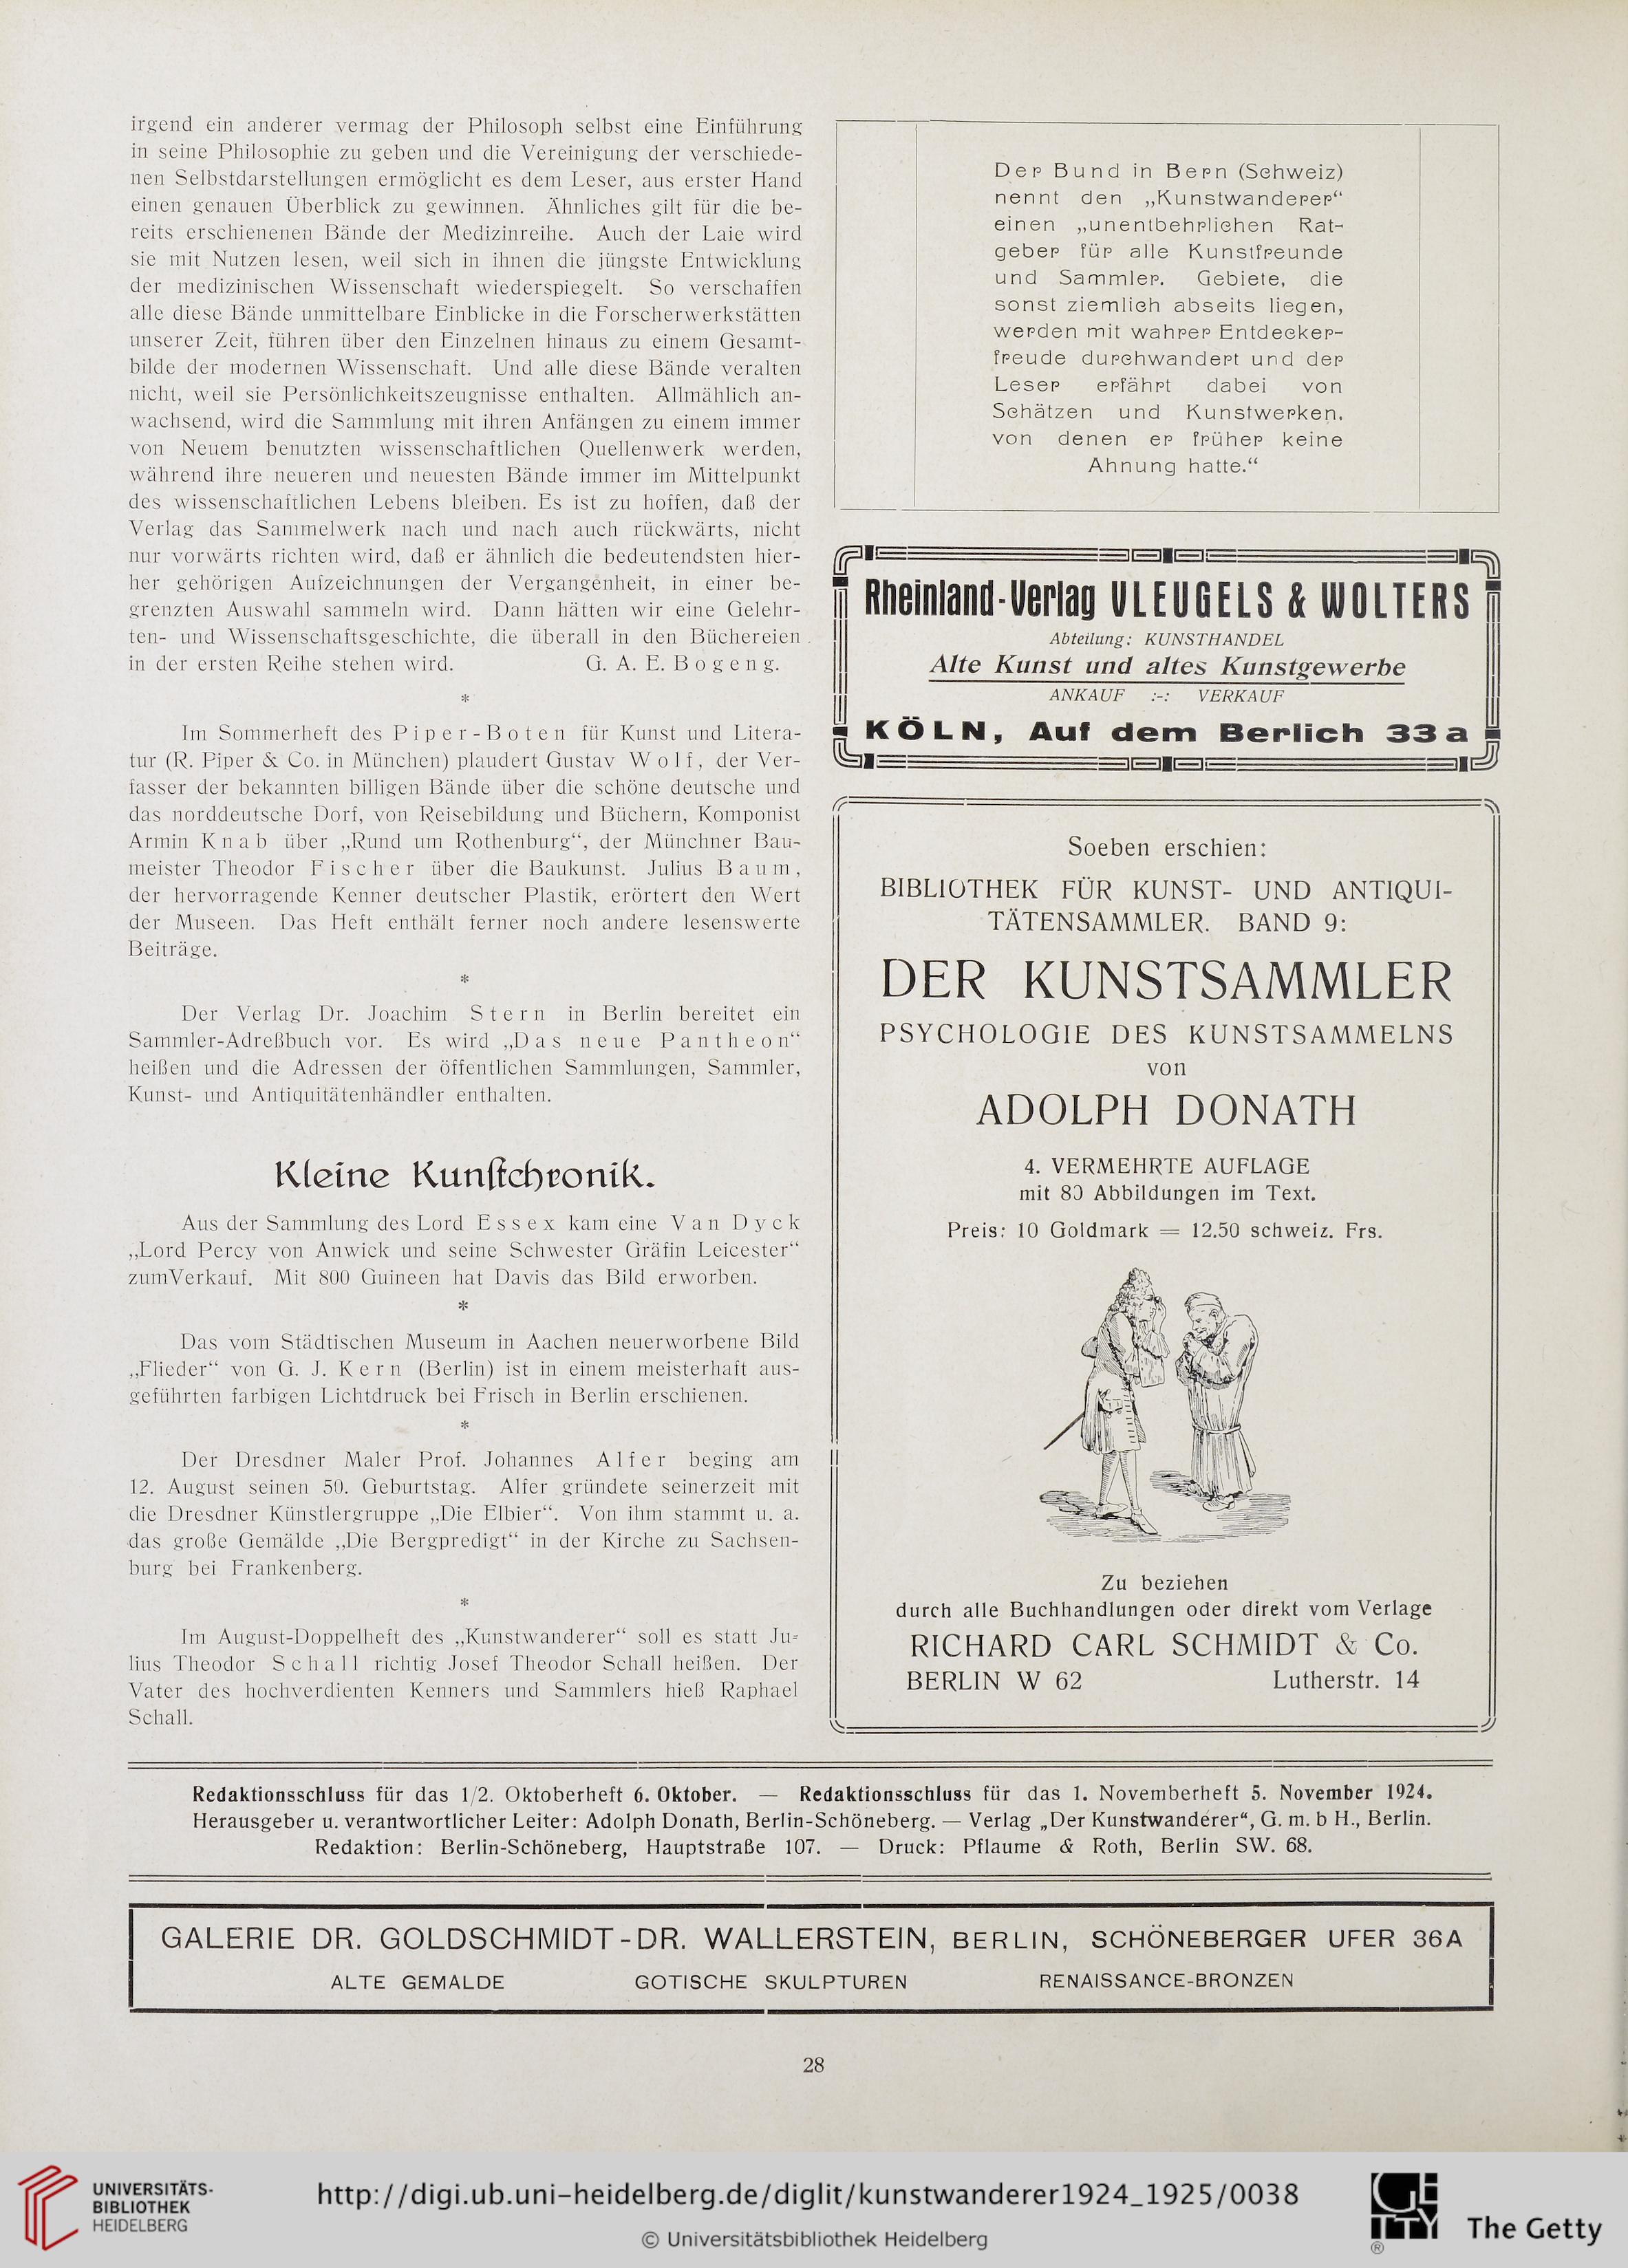 irgend ein anderer vermag der Philosoph selbst eine Einführung
in seine Philosophie zu geben und die Vereinigung der verschiede-
nen Selbstdarstellungen ermöglicht es dem Leser, aus erster Hand
einen genauen Überblick zu gewinnen. Ähnliches gilt für die be-
reits erschienenen Bände der Medizinreihe. Auch der Laie wird
sie mit Nutzen lesen, weil sich in ihnen die jüngste Entwicklung
der medizinischen Wissenschaft wiederspiegelt. So verschaffen
alle diese Bände unmittelbare Einblicke in die Forscherwerkstätten
unserer Zeit, führen über den Einzelnen hinaus zu einem Gesamt-
bilde der modernen Wissenschaft. Und alle diese Bände veralten
nicht, weil sie Persönlichkeitszeugnisse enthalten. Allmählich an-
wachsend, wird die Sammlung mit ihren Anfängen zu einem immer
von Neuem benutzten wissenschaftlichen Quellenwerk werden,
während ihre neueren und neuesten Bände immer im Mittelpunkt
des wissenschaftlichen Lebens bleiben. Es ist zu hoffen, daß der
Verlag das Sammelwerk nach und nach auch rückwärts, nicht
nur vorwärts richten wird, daß er ähnlich die bedeutendsten hier-
her gehörigen Aufzeichnungen der Vergangenheit, in einer be-
grenzten Auswahl sammeln wird. Dann hätten wir eine Gelehr-
ten- und Wissenschaftsgeschichte, die überall in den Büchereien
in der ersten Reihe stehen wird. G. A. E. Bogeng.
*
Im Sommerheft des Piper-Boten für Kunst und Litera-
tur (R. Piper & Co. in München) plaudert Gustav Wolf, der Ver-
fasser der bekannten billigen Bände über die schöne deutsche und
das norddeutsche Dorf, von Reisebildung und Büchern, Komponist
Armin Knab über „Rund um Rothenburg“, der Münchner Bau-
meister Theodor Fischer über die Baukunst. Julius Baum,
der hervorragende Kenner deutscher Plastik, erörtert den Wert
der Museen. Das Heft enthält ferner noch andere lesenswerte
Beiträge.
*
Der Verlag Dr. Joachim Stern in Berlin bereitet ein
Sammler-Adreßbuch vor. Es wird „Das neue Pantheon“
heißen und die Adressen der öffentlichen Sammlungen, Sammler,
Kunst- und Antiquitätenhändler enthalten.
Kleine Kunſtchronik.
Aus der Sammlung des Lord Essex kam eine Van Dyck
„Lord Percy von Anwick und seine Schwester Gräfin Leicester“
zumVerkauf. Mit 800 Guineen hat Davis das Bild erworben.
*
Das vom Städtischen Museum in Aachen neuerworbene Bild
„Flieder“ von G. J. Kern (Berlin) ist in einem meisterhaft aus-
geführten farbigen Lichtdruck bei Frisch in Berlin erschienen.
*
Der Dresdner Maler Prof. Johannes Alfer beging am
12. August seinen 50. Geburtstag. Alfer gründete seinerzeit mit
die Dresdner Künstlergruppe „Die Elbier“. Von ihm stammt u. a.
das große Gemälde „Die Bergpredigt“ in der Kirche zu Sachsen-
burg bei Frankenberg.
*
Im August-Doppelheft des „Kunstwanderer“ soll es statt Ju-
lius Theodor Schall richtig Josef Theodor Schall heißen. Der
Vater des hochverdienten Kenners und Sammlers hieß Raphael
Schall.
Der Bund in Bern (Schweiz)
nennt den „Kunstwanderer“
einen „unentbehrlichen Rat-
geber für alle Kunstfreunde
und Sammler. Gebiete, die
sonst ziemlich abseits liegen,
werden mit wahrer Entdecker-
freude durchwandert und der
Leser erfährt dabei von
Schätzen und Kunstwerken,
von denen er früher keine
Ahnung hatte.“
Rheinland-Verlag VLEUGELS & WOLTERS
Abteilung: KUNSTHANDEL
Alte Kunst und altes Kunstgewerbe
ANKAUF :-: VERKAUF
KÖLN, Auf dem Berlich 33a
Soeben erschien:
BIBLIOTHEK FÜR KUNST- UND ANTIQUI-
TÄTENSAMMLER. BAND 9:
DER KUNSTSAMMLER
PSYCHOLOGIE DES KUNSTSAMMELNS
von
ADOLPH DONATH
4. VERMEHRTE AUFLAGE
mit 80 Abbildungen im Text.
Preis: 10 Goldmark = 12.50 schweiz. Frs.
Zu beziehen
durch alle Buchhandlungen oder direkt vom Verlage
RICHARD CARL SCHMIDT & Co.
BERLIN W 62 Lutherstr. 14
Redaktionsschluss für das 1/2. Oktoberheft 6. Oktober. — Redaktionsschluss für das 1. Novemberheft 5. November 1924.
Herausgeber u. verantwortlicher Leiter: Adolph Donath, Berlin-Schöneberg. — Verlag „Der Kunstwanderer“, G. m. b H., Berlin.
Redaktion: Berlin-Schöneberg, Hauptstraße 107. — Druck: Pflaume & Roth, Berlin SW. 68.
GALERIE DR. GOLDSCHMIDT-DR. WALLERSTEIN, BERLIN, SCHÖNEBERGER UFER 36A
ALTE GEMALDE GOTISCHE SKULPTUREN RENAISSANCE-BRONZEN
28
UNIVERSITÄTS-
BIBLIOTHEK
HEIDELBERG
http://digi.ub.uni-heidelberg.de/diglit/kunstwanderer1924_1925/0038
© Universitätsbibliothek Heidelberg
GETTY
®
The Getty